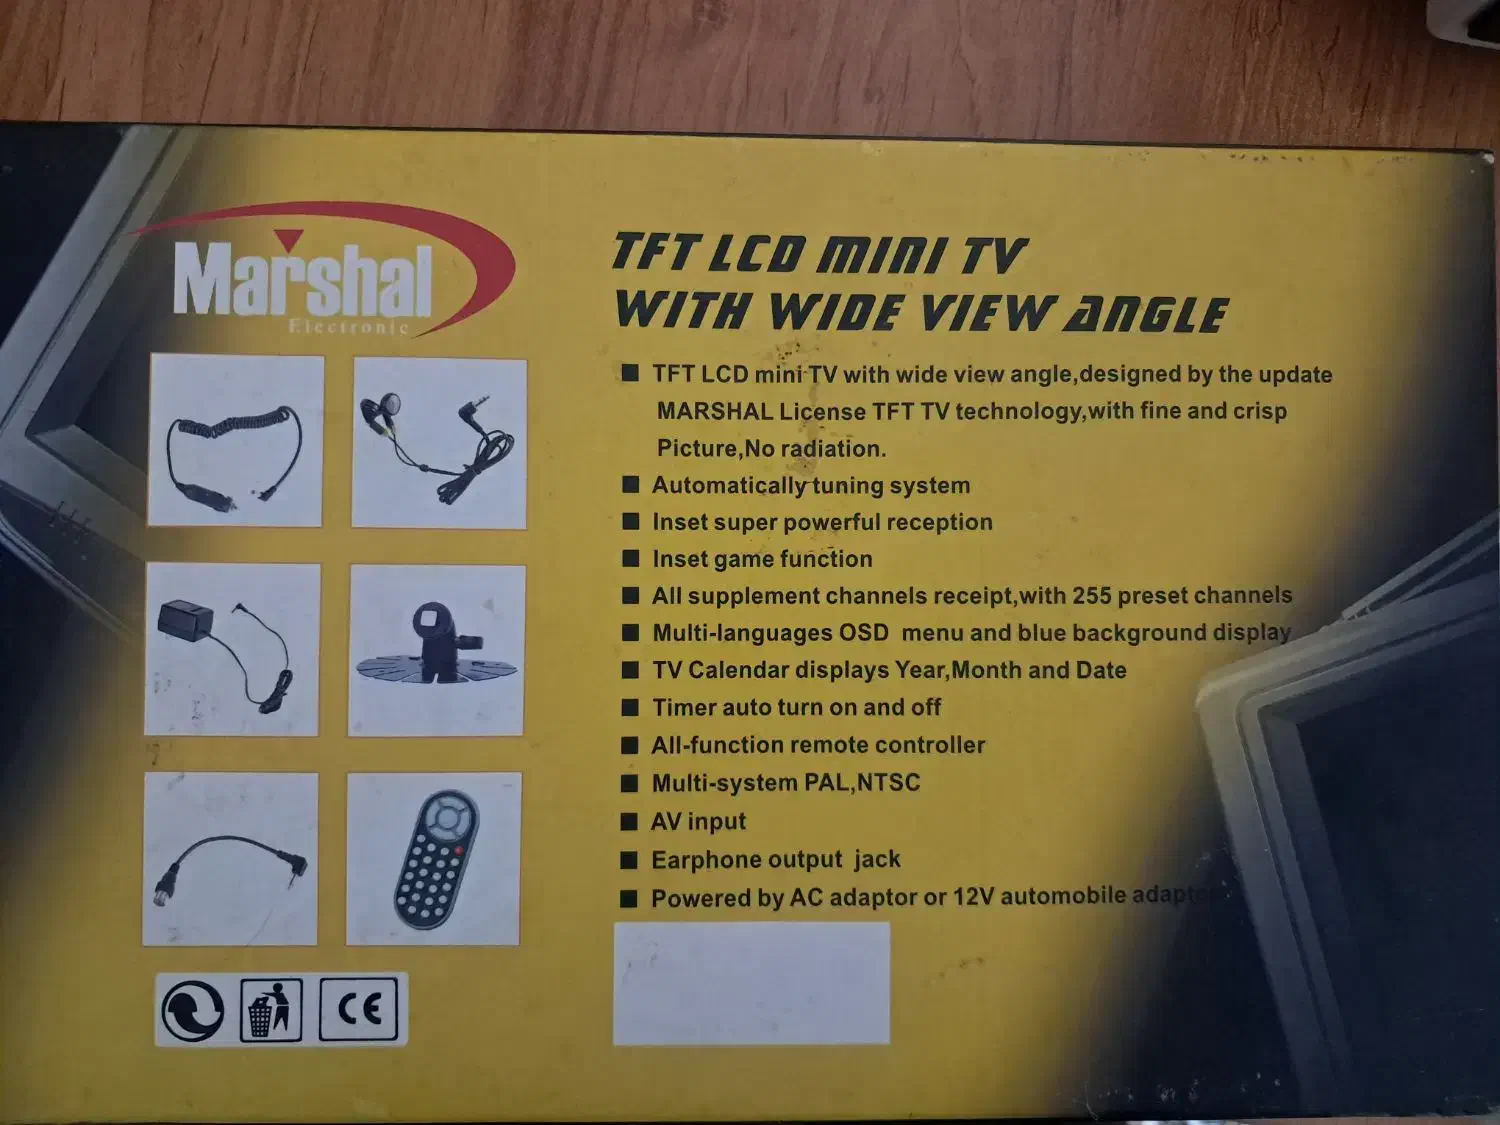 Marshal
Electronic
TFT LCD MINI TV
WITH WIDE VIEW ANGLE
■ TFT LCD mini TV with wide view angle,designed by the update
MARSHAL License TFT TV technology,with fine and crisp
Picture,No radiation.
■ Automatically tuning system
■ Inset super powerful reception
■ Inset game function
■ All supplement channels receipt,with 255 preset channels
■ Multi-languages OSD menu and blue background display
■ TV Calendar displays Year,Month and Date
■ Timer auto turn on and off
■ All-function remote controller
■ Multi-system PAL,NTSC
■ AV input
■ Earphone output jack
■ Powered by AC adaptor or 12V automobile adaptor
CE